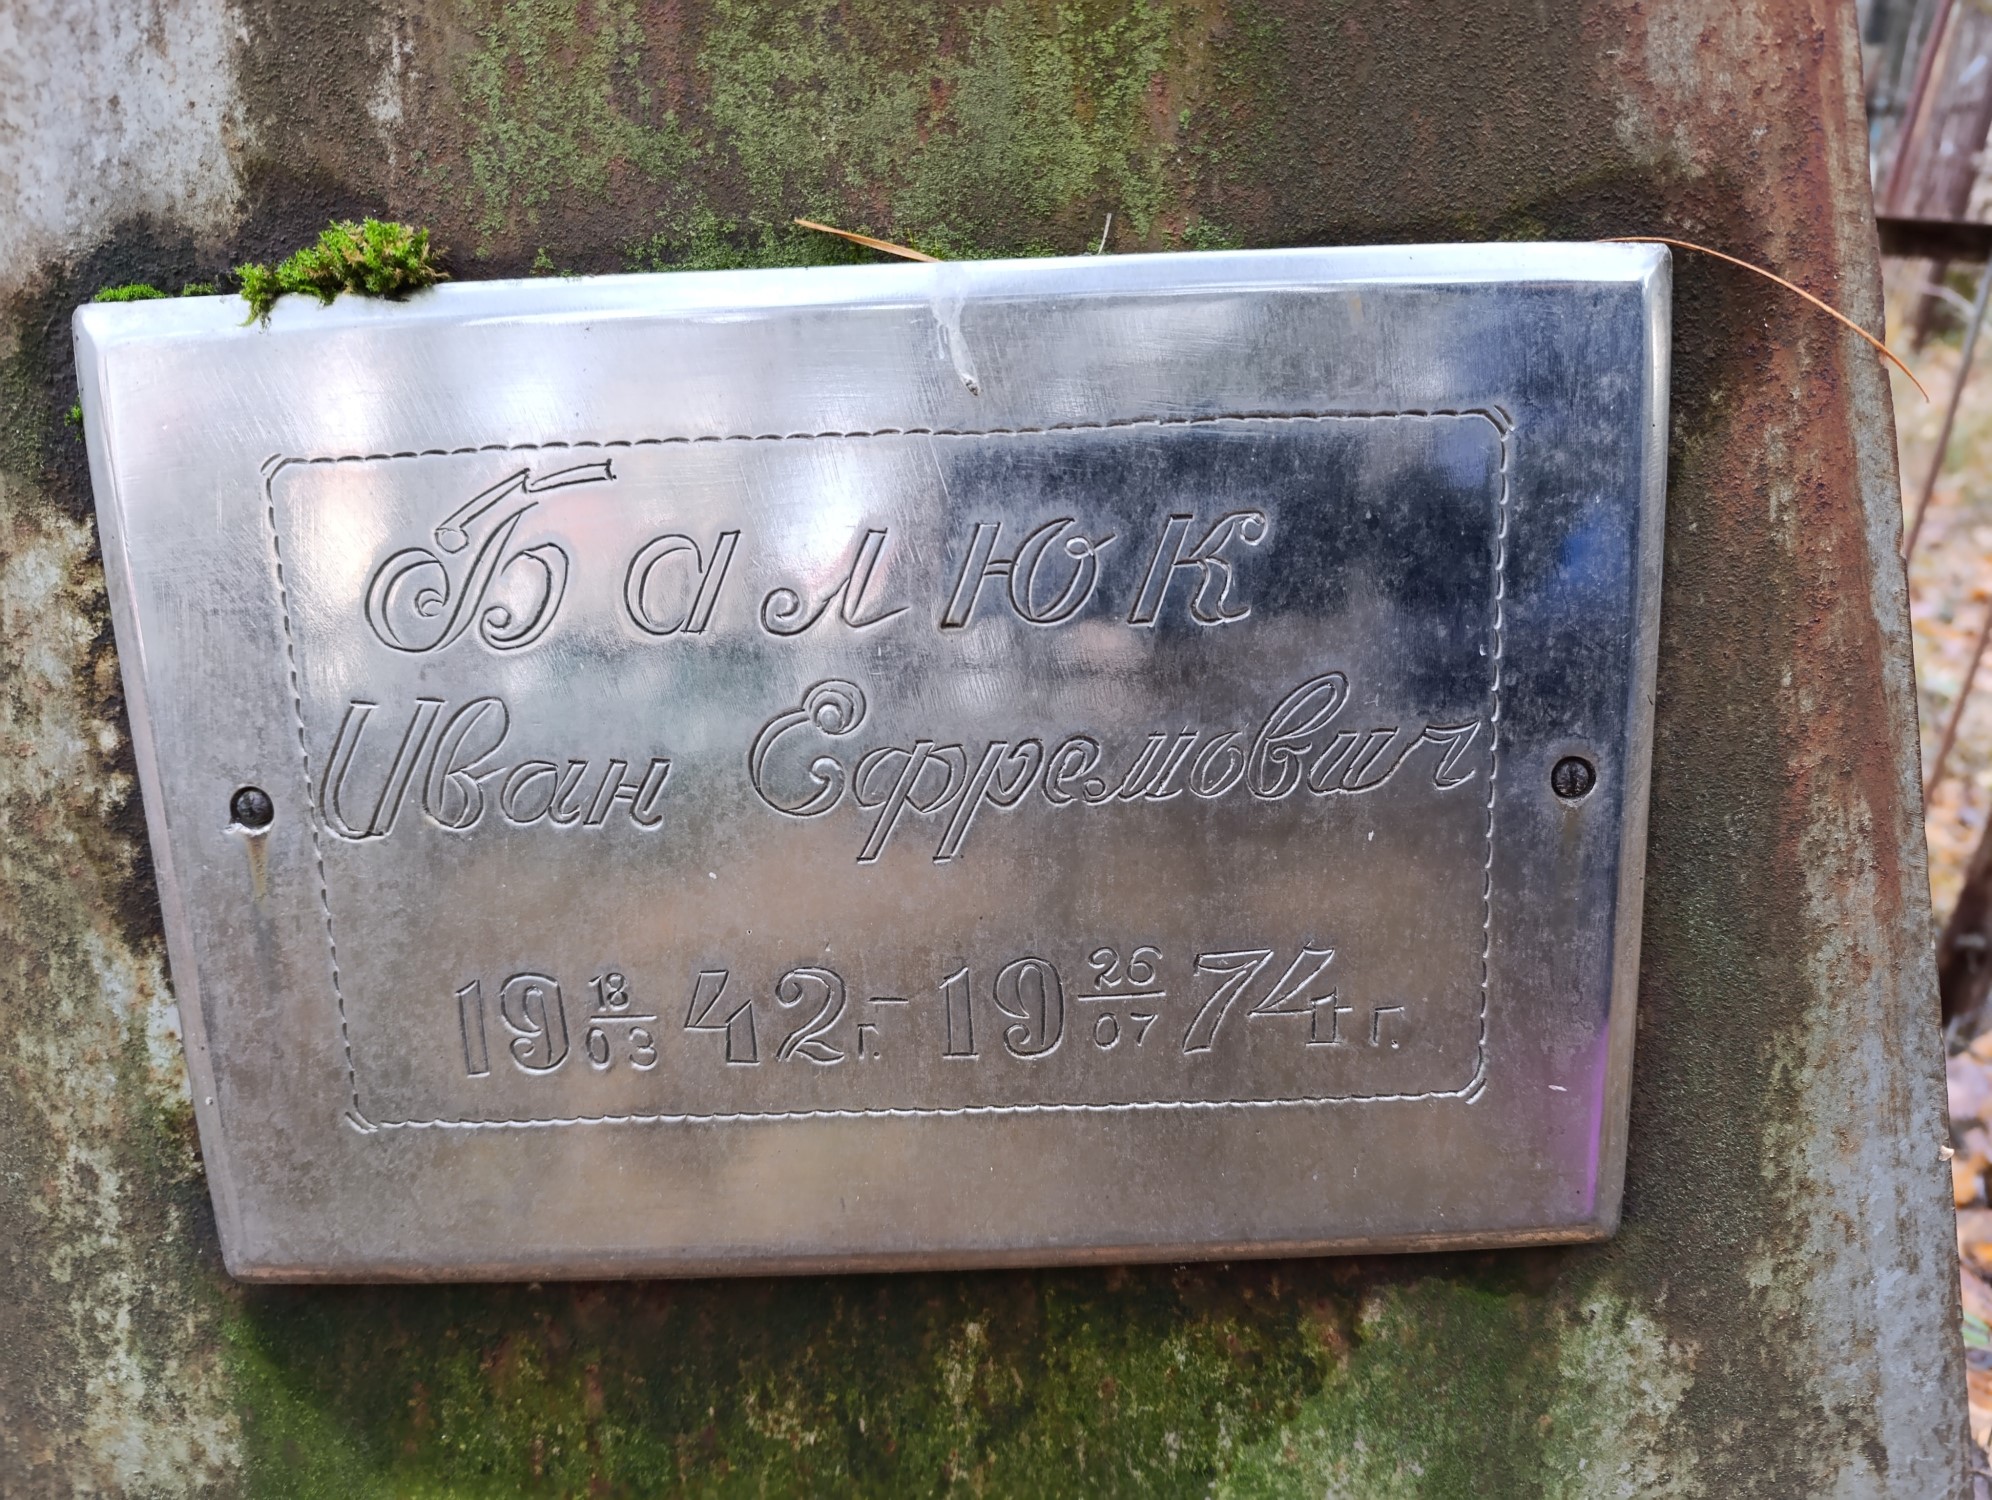 Балюк
Иван Ефремович
19 18/03 42г.-19 26/07 74г.